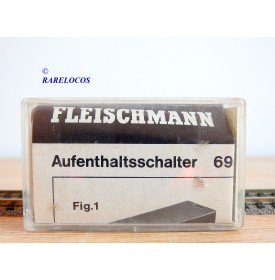 ©
RARELOCOS
FLEISCHMANN
Aufenthaltsschalter 69
Fig.1